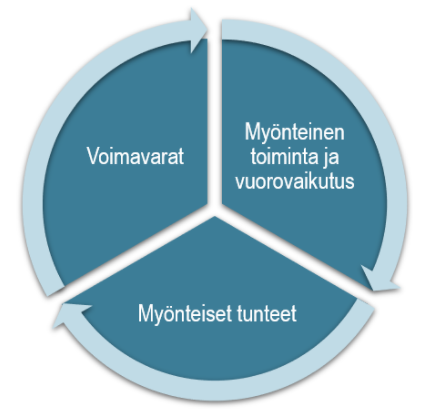 Voimavarat
Myönteinen
toiminta ja
vuorovaikutus
Myönteiset tunteet